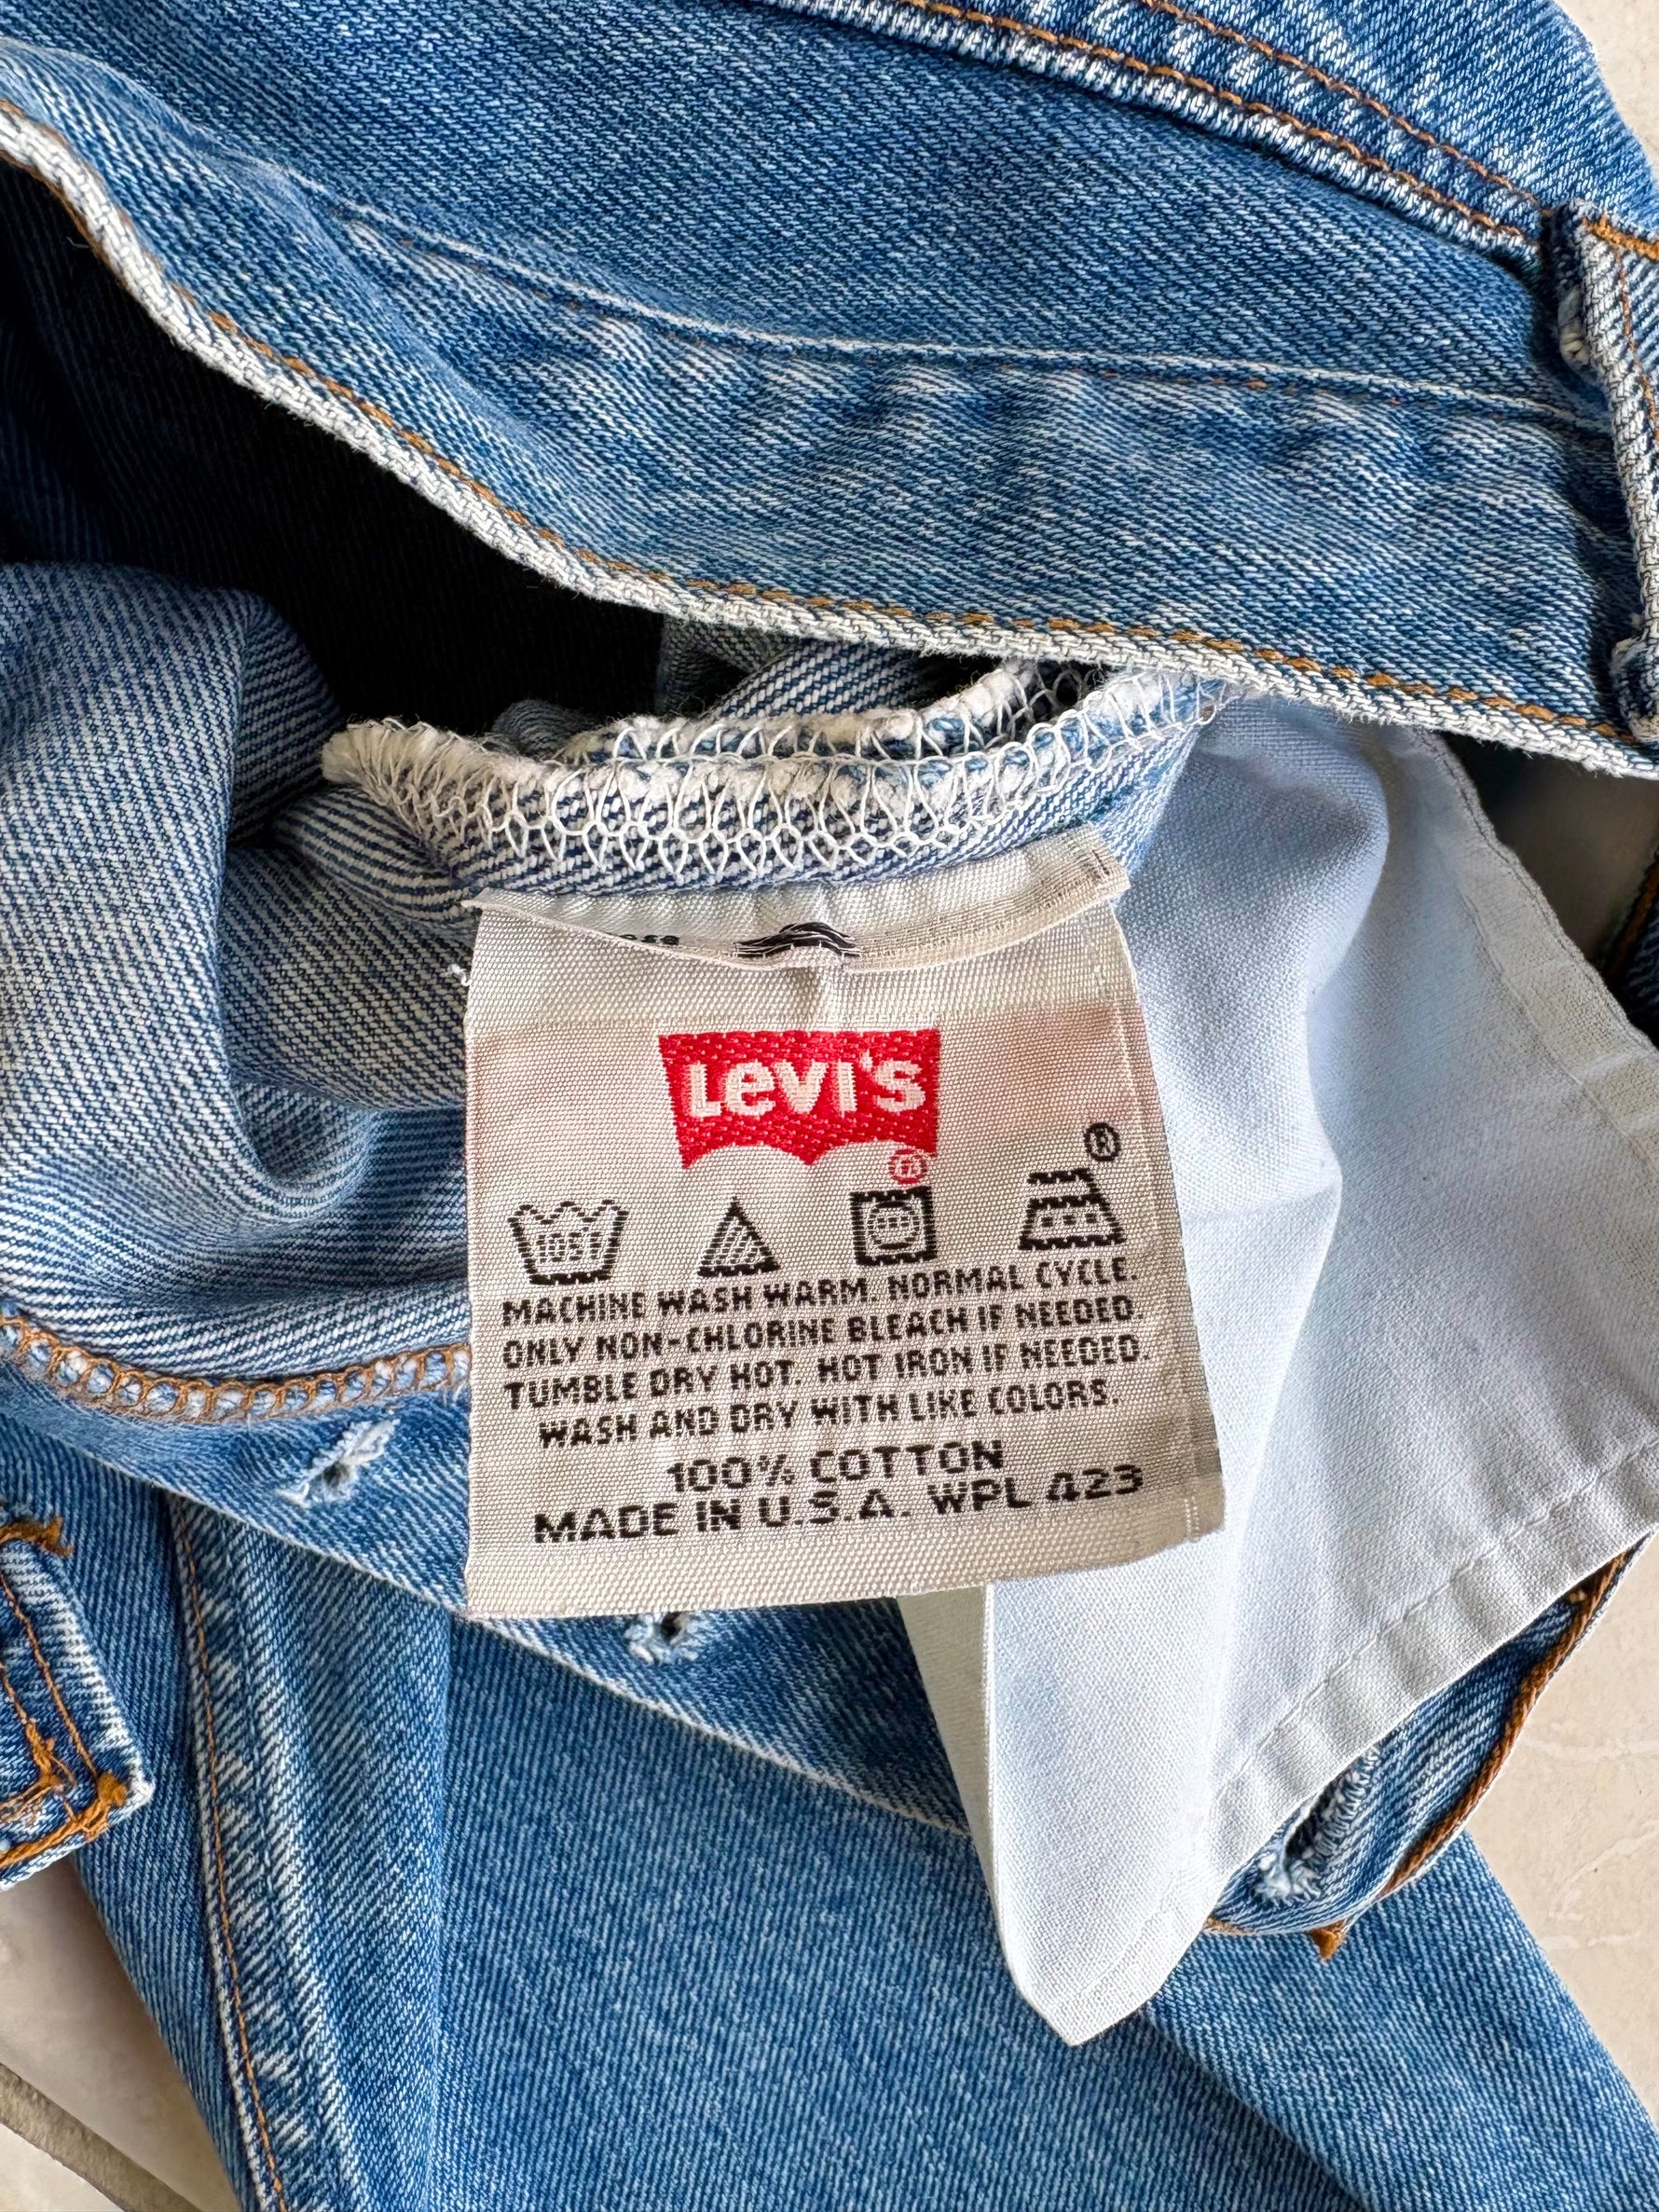 Levi's
®
®
105F
MACHINE WASH WARM. NORMAL CYCLE.
ONLY NON-CHLORINE BLEACH IF NEEDED.
TUMBLE DRY HOT. HOT IRON IF NEEDED.
WASH AND DRY WITH LIKE COLORS.
100% COTTON
MADE IN U.S.A. WPL 423